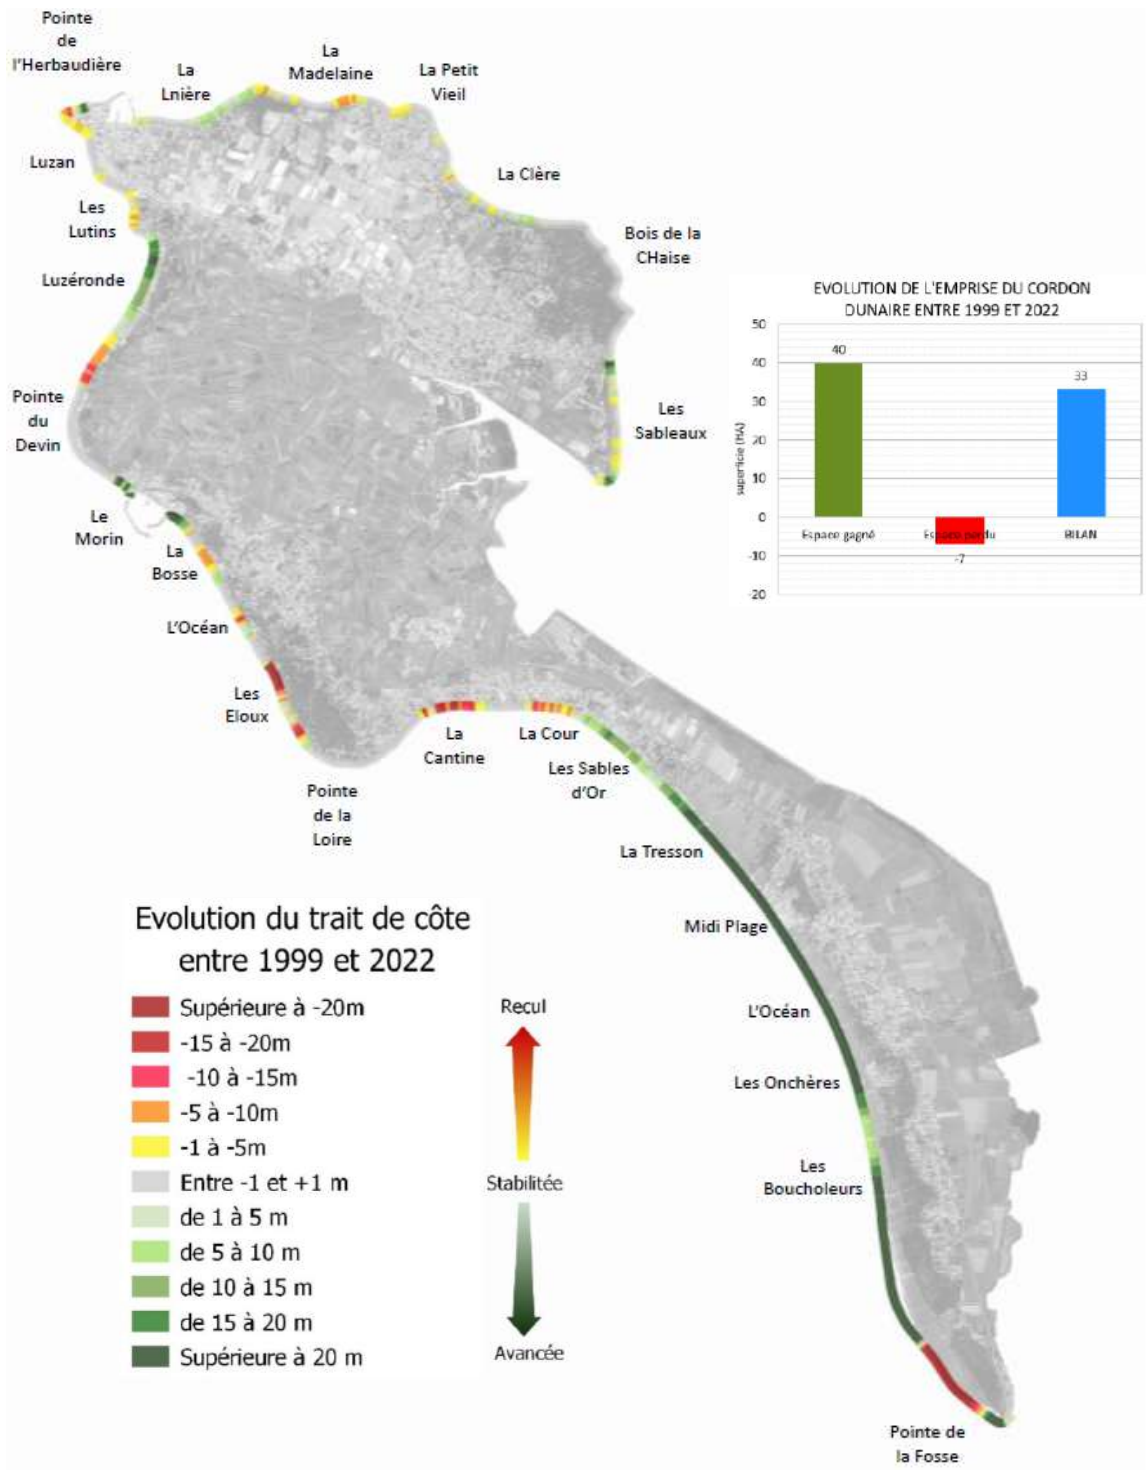 Pointe
de
l'Herbaudière
La
Lnière
La
Madelaine
La Petit
Vieil
Luzan
La Clère
Les
Lutins
Bois de la
CHaise
Luzéronde
Pointe
du
Devin
Les
Sableaux
Le
Morin
La
Bosse
L'Océan
Les
Eloux
La
Cantine
La Cour
Les Sables
d'Or
Pointe
de la
Loire
La Tresson
Midi Plage
L'Océan
Les Onchères
Les
Boucholeurs
Pointe de
la Fosse
EVOLUTION DE L'EMPRISE DU CORDON
DUNAIRE ENTRE 1999 ET 2022
superficie (HA)
50
40
30
20
10
0
-10
-20
40
-7
33
Espace gagné
Espace perdu
BILAN
Evolution du trait de côte
entre 1999 et 2022
Supérieure à -20m
-15 à -20m
-10 à -15m
-5 à -10m
-1 à -5m
Entre -1 et +1 m
de 1 à 5 m
de 5 à 10 m
de 10 à 15 m
de 15 à 20 m
Supérieure à 20 m
Recul
Stabilitée
Avancée